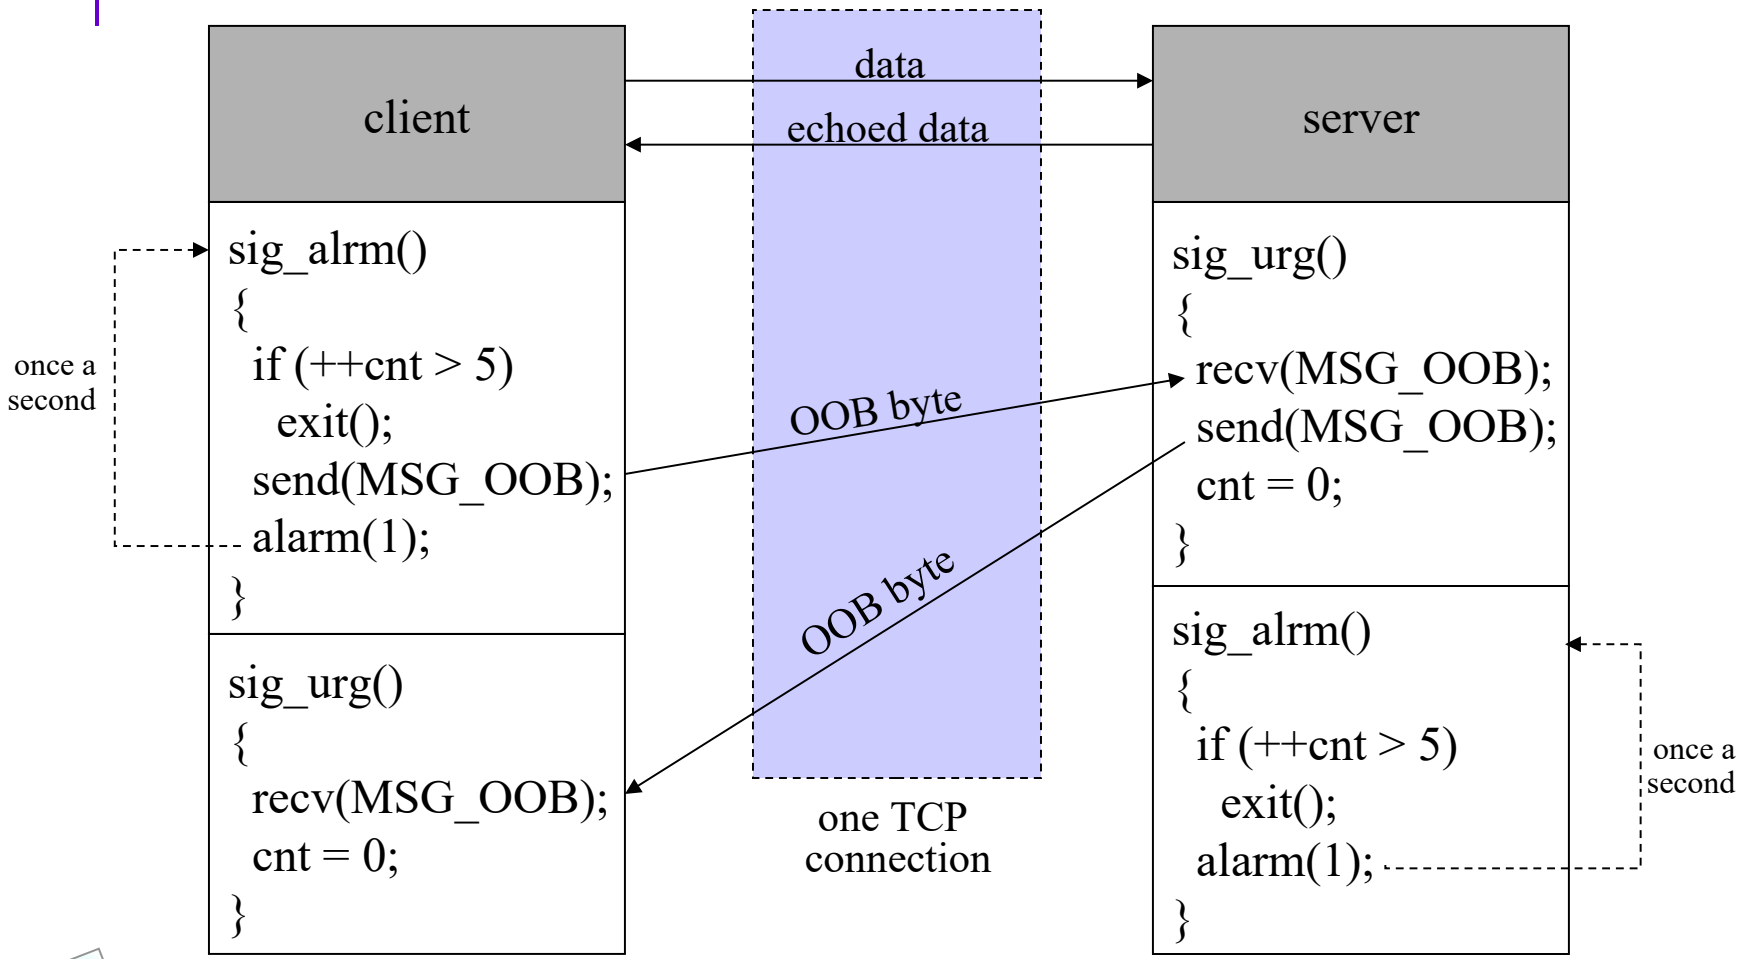 data
echoed data
client
server
sig_alrm()
{
if (++cnt > 5)
exit();
send(MSG_OOB);
alarm(1);
}
once a
second
sig_urg()
{
recv(MSG_OOB);
cnt = 0;
}
OOB byte
OOB byte
one TCP
connection
sig_urg()
{
recv(MSG_OOB);
send(MSG_OOB);
cnt = 0;
}
sig_alrm()
{
if (++cnt > 5)
exit();
alarm(1);
}
once a
second